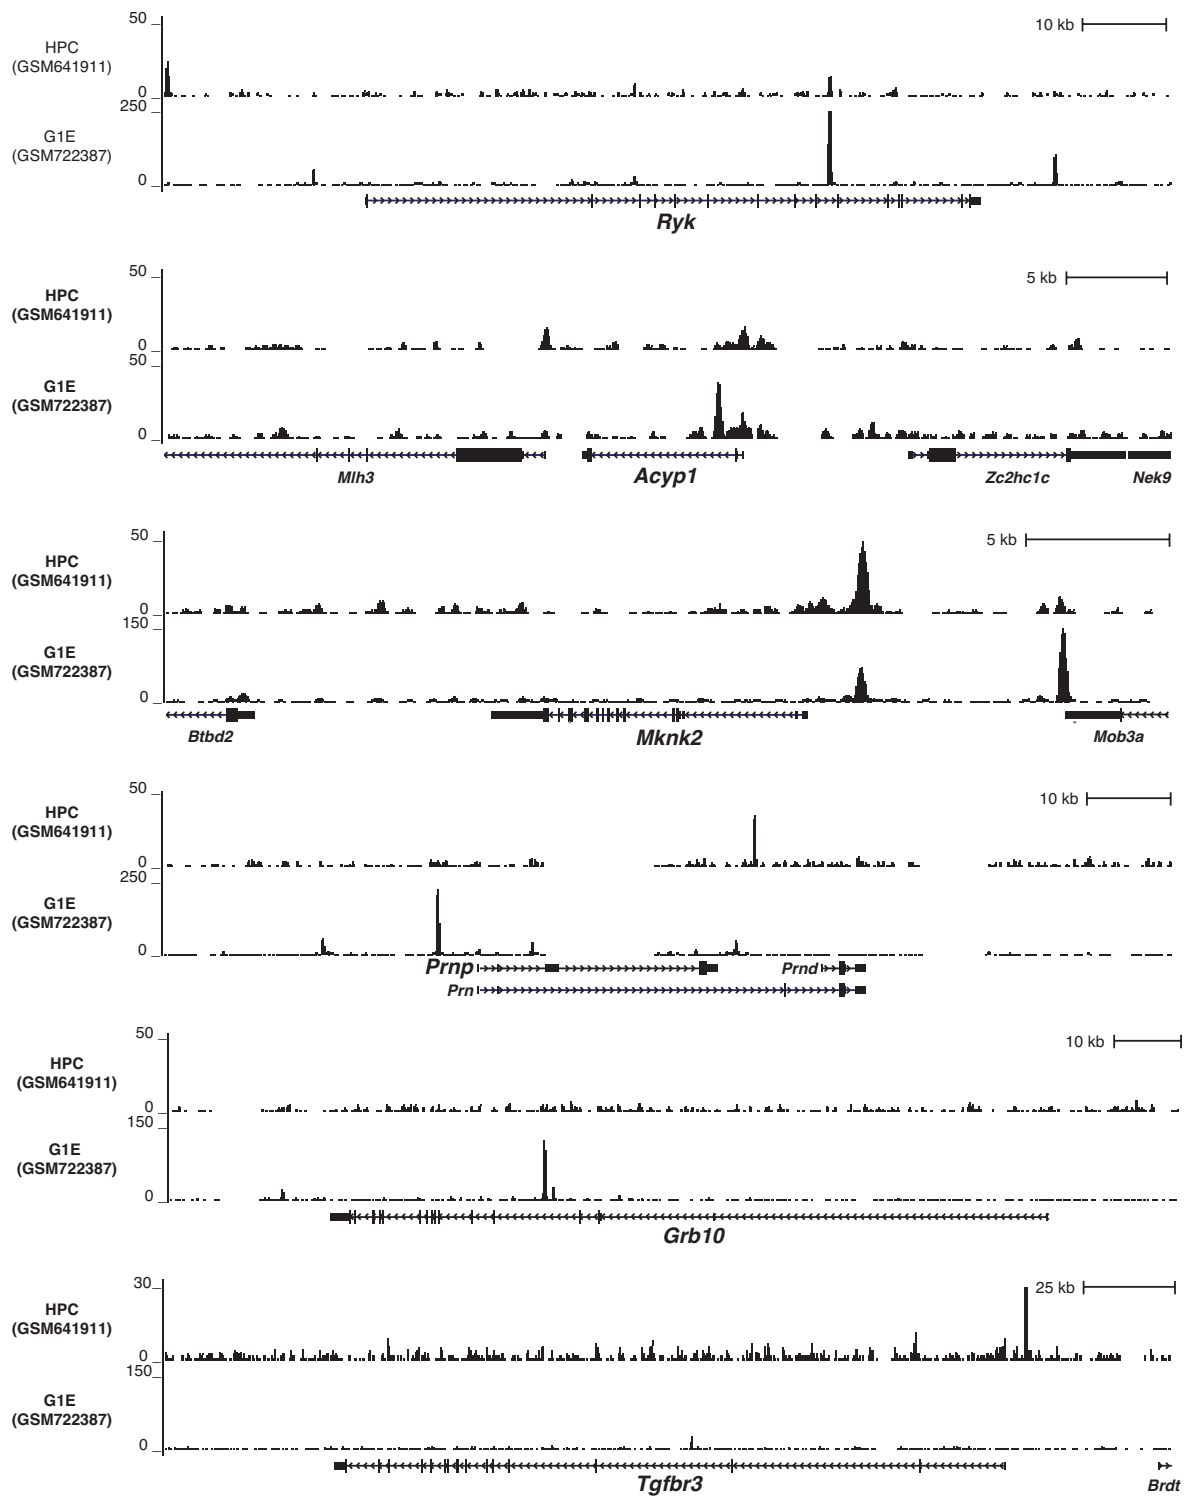 50
10 kb
HPC
(GSM641911)
0
250
G1E
(GSM722387)
0
Ryk
50
5 kb
HPC
(GSM641911)
0
50
G1E
(GSM722387)
0
Mlh3 Acyp1 Zc2hc1c Nek9
50
5 kb
HPC
(GSM641911)
0
150
G1E
(GSM722387)
0
Btbd2 Mknk2 Mob3a
50
10 kb
HPC
(GSM641911)
0
250
G1E
(GSM722387)
0
Prnp Prnd
Prn
50
10 kb
HPC
(GSM641911)
0
150
G1E
(GSM722387)
0
Grb10
30
25 kb
HPC
(GSM641911)
0
150
G1E
(GSM722387)
0
Tgfbr3 Brdt